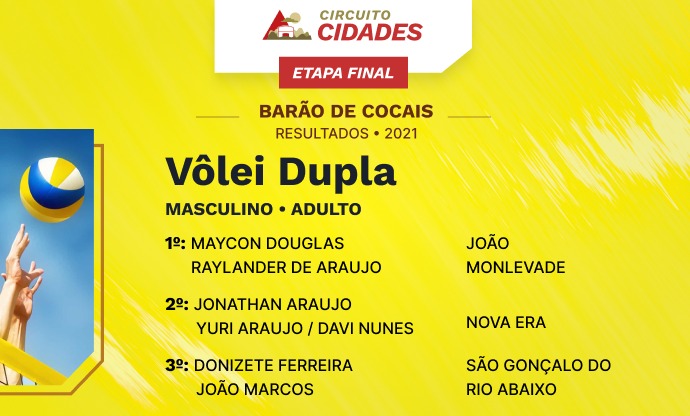 CIRCUITO
CIDADES
ETAPA FINAL
BARÃO DE COCAIS
RESULTADOS • 2021
Vôlei Dupla
MASCULINO • ADULTO
1º: MAYCON DOUGLAS
RAYLANDER DE ARAUJO
JOÃO
MONLEVADE
2º: JONATHAN ARAUJO
YURI ARAUJO / DAVI NUNES
NOVA ERA
3º: DONIZETE FERREIRA
JOÃO MARCOS
SÃO GONÇALO DO
RIO ABAIXO